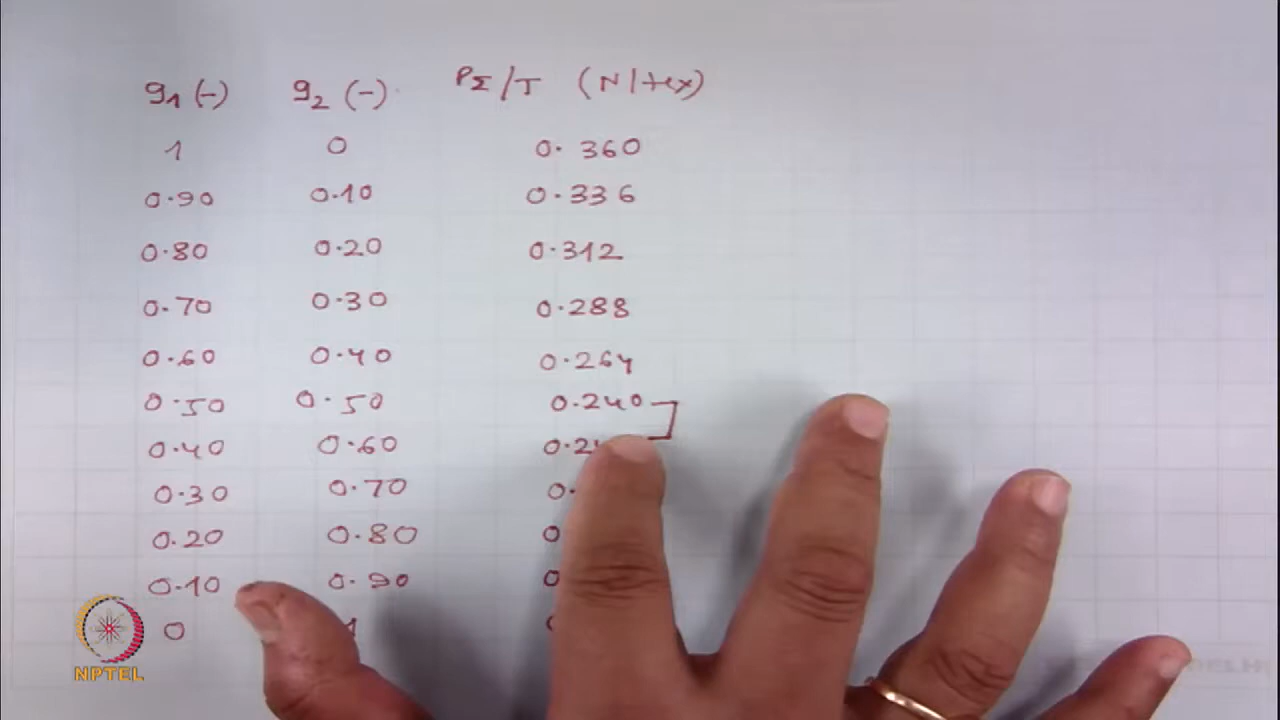 g1 (-) g2 (-) PΣ/T (N/tex)
1 0 0.360
0.90 0.10 0.336
0.80 0.20 0.312
0.70 0.30 0.288
0.60 0.40 0.264
0.50 0.50 0.240
0.40 0.60
0.30 0.70
0.20 0.80
0.10 0.90
0 1
NPTEL